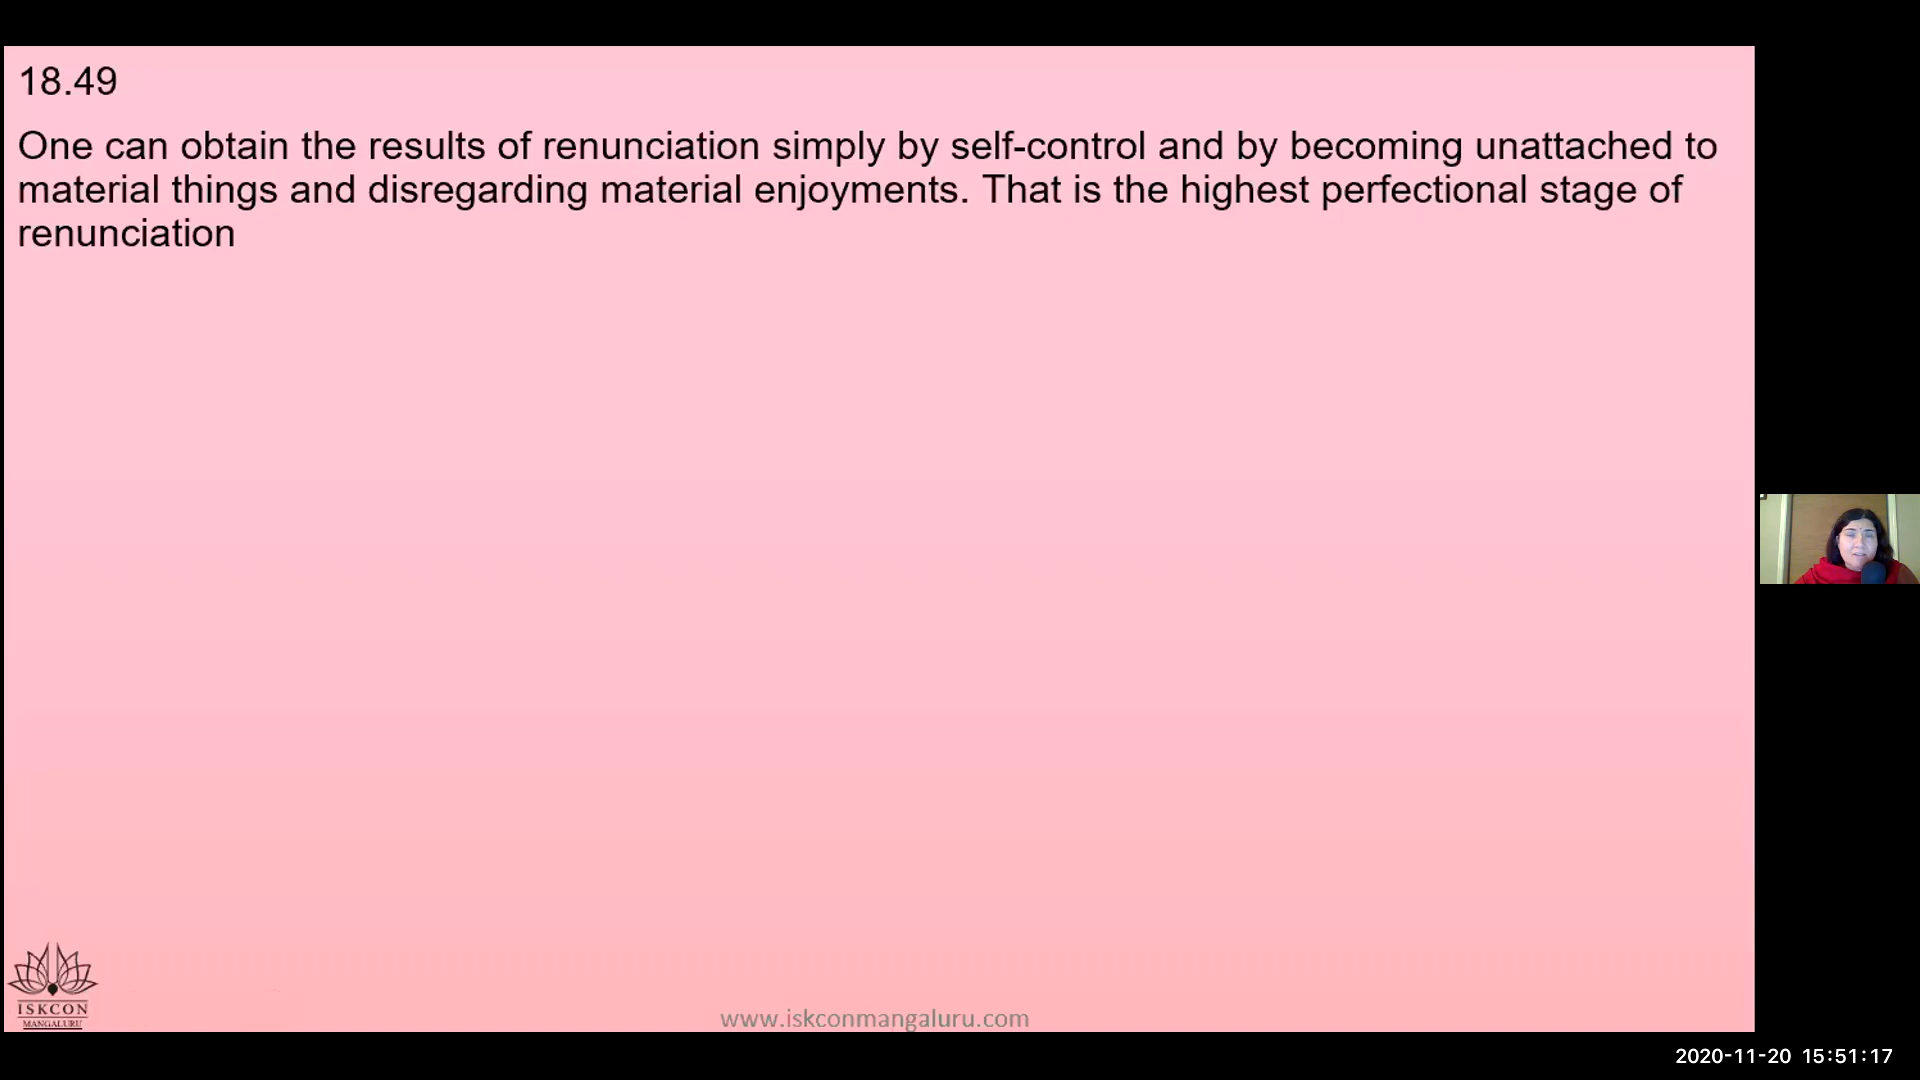 18.49
One can obtain the results of renunciation simply by self-control and by becoming unattached to
material things and disregarding material enjoyments. That is the highest perfectional stage of
renunciation
ISKCON
MANGALURU
www.iskconmangaluru.com
2020-11-20 15:51:17